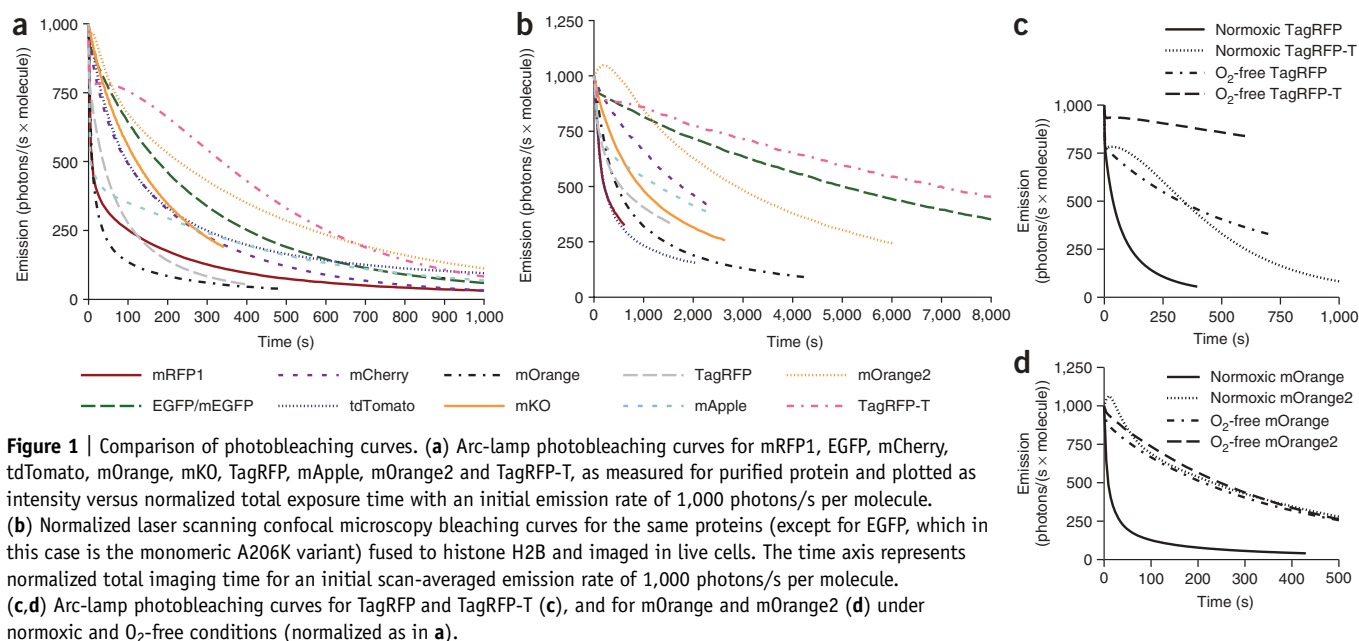 a
Emission (photons/(s × molecule))
1,000
750
500
250
0
0 100 200 300 400 500 600 700 800 900 1,000
Time (s)
b
Emission (photons/(s × molecule))
1,250
1,000
750
500
250
0
0 1,000 2,000 3,000 4,000 5,000 6,000 7,000 8,000
Time (s)
mRFP1 mCherry mOrange TagRFP mOrange2
EGFP/mEGFP tdTomato mKO mApple TagRFP-T
c
Normoxic TagRFP
Normoxic TagRFP-T
O₂-free TagRFP
O₂-free TagRFP-T
Emission
(photons/(s × molecule))
1,000
750
500
250
0
0 250 500 750 1,000
Time (s)
d
Normoxic mOrange
Normoxic mOrange2
O₂-free mOrange
O₂-free mOrange2
Emission
(photons/(s × molecule))
1,250
1,000
750
500
250
0
0 100 200 300 400 500
Time (s)
Figure 1 | Comparison of photobleaching curves. (a) Arc-lamp photobleaching curves for mRFP1, EGFP, mCherry,
tdTomato, mOrange, mKO, TagRFP, mApple, mOrange2 and TagRFP-T, as measured for purified protein and plotted as
intensity versus normalized total exposure time with an initial emission rate of 1,000 photons/s per molecule.
(b) Normalized laser scanning confocal microscopy bleaching curves for the same proteins (except for EGFP, which in
this case is the monomeric A206K variant) fused to histone H2B and imaged in live cells. The time axis represents
normalized total imaging time for an initial scan-averaged emission rate of 1,000 photons/s per molecule.
(c,d) Arc-lamp photobleaching curves for TagRFP and TagRFP-T (c), and for mOrange and mOrange2 (d) under
normoxic and O₂-free conditions (normalized as in a).